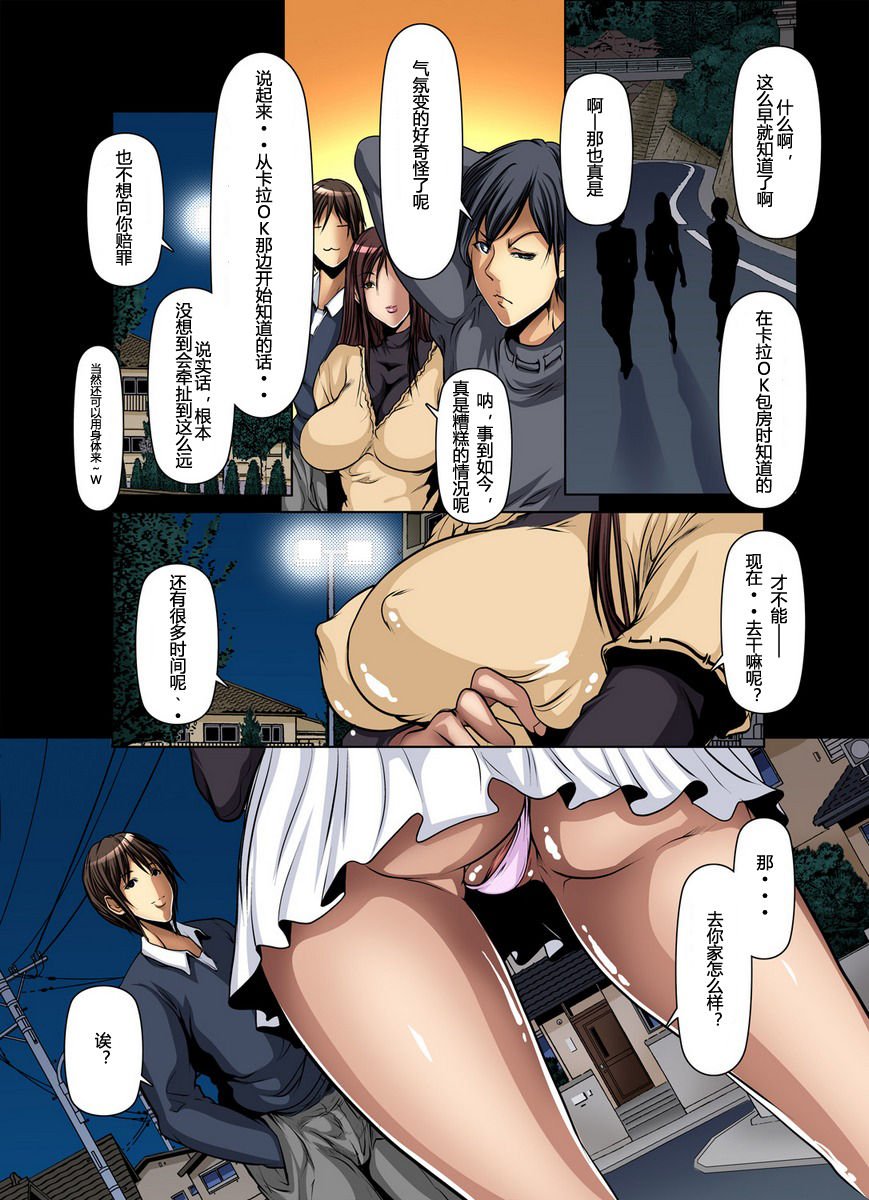 什么啊，
这么早就知道了啊
在卡拉OK包房时知道的
啊——那也真是
气氛变的好奇怪了呢
呐，事到如今，
真是糟糕的情况呢
说起来・・从卡拉OK那边开始知道的话・・
说实话，根本
没想到会牵扯到这么远
也不想向你赔罪
当然还可以用身体来~w
才不能——
现在・・去干嘛呢？
还有很多时间呢、・
那・・・
去你家怎么样？
诶？